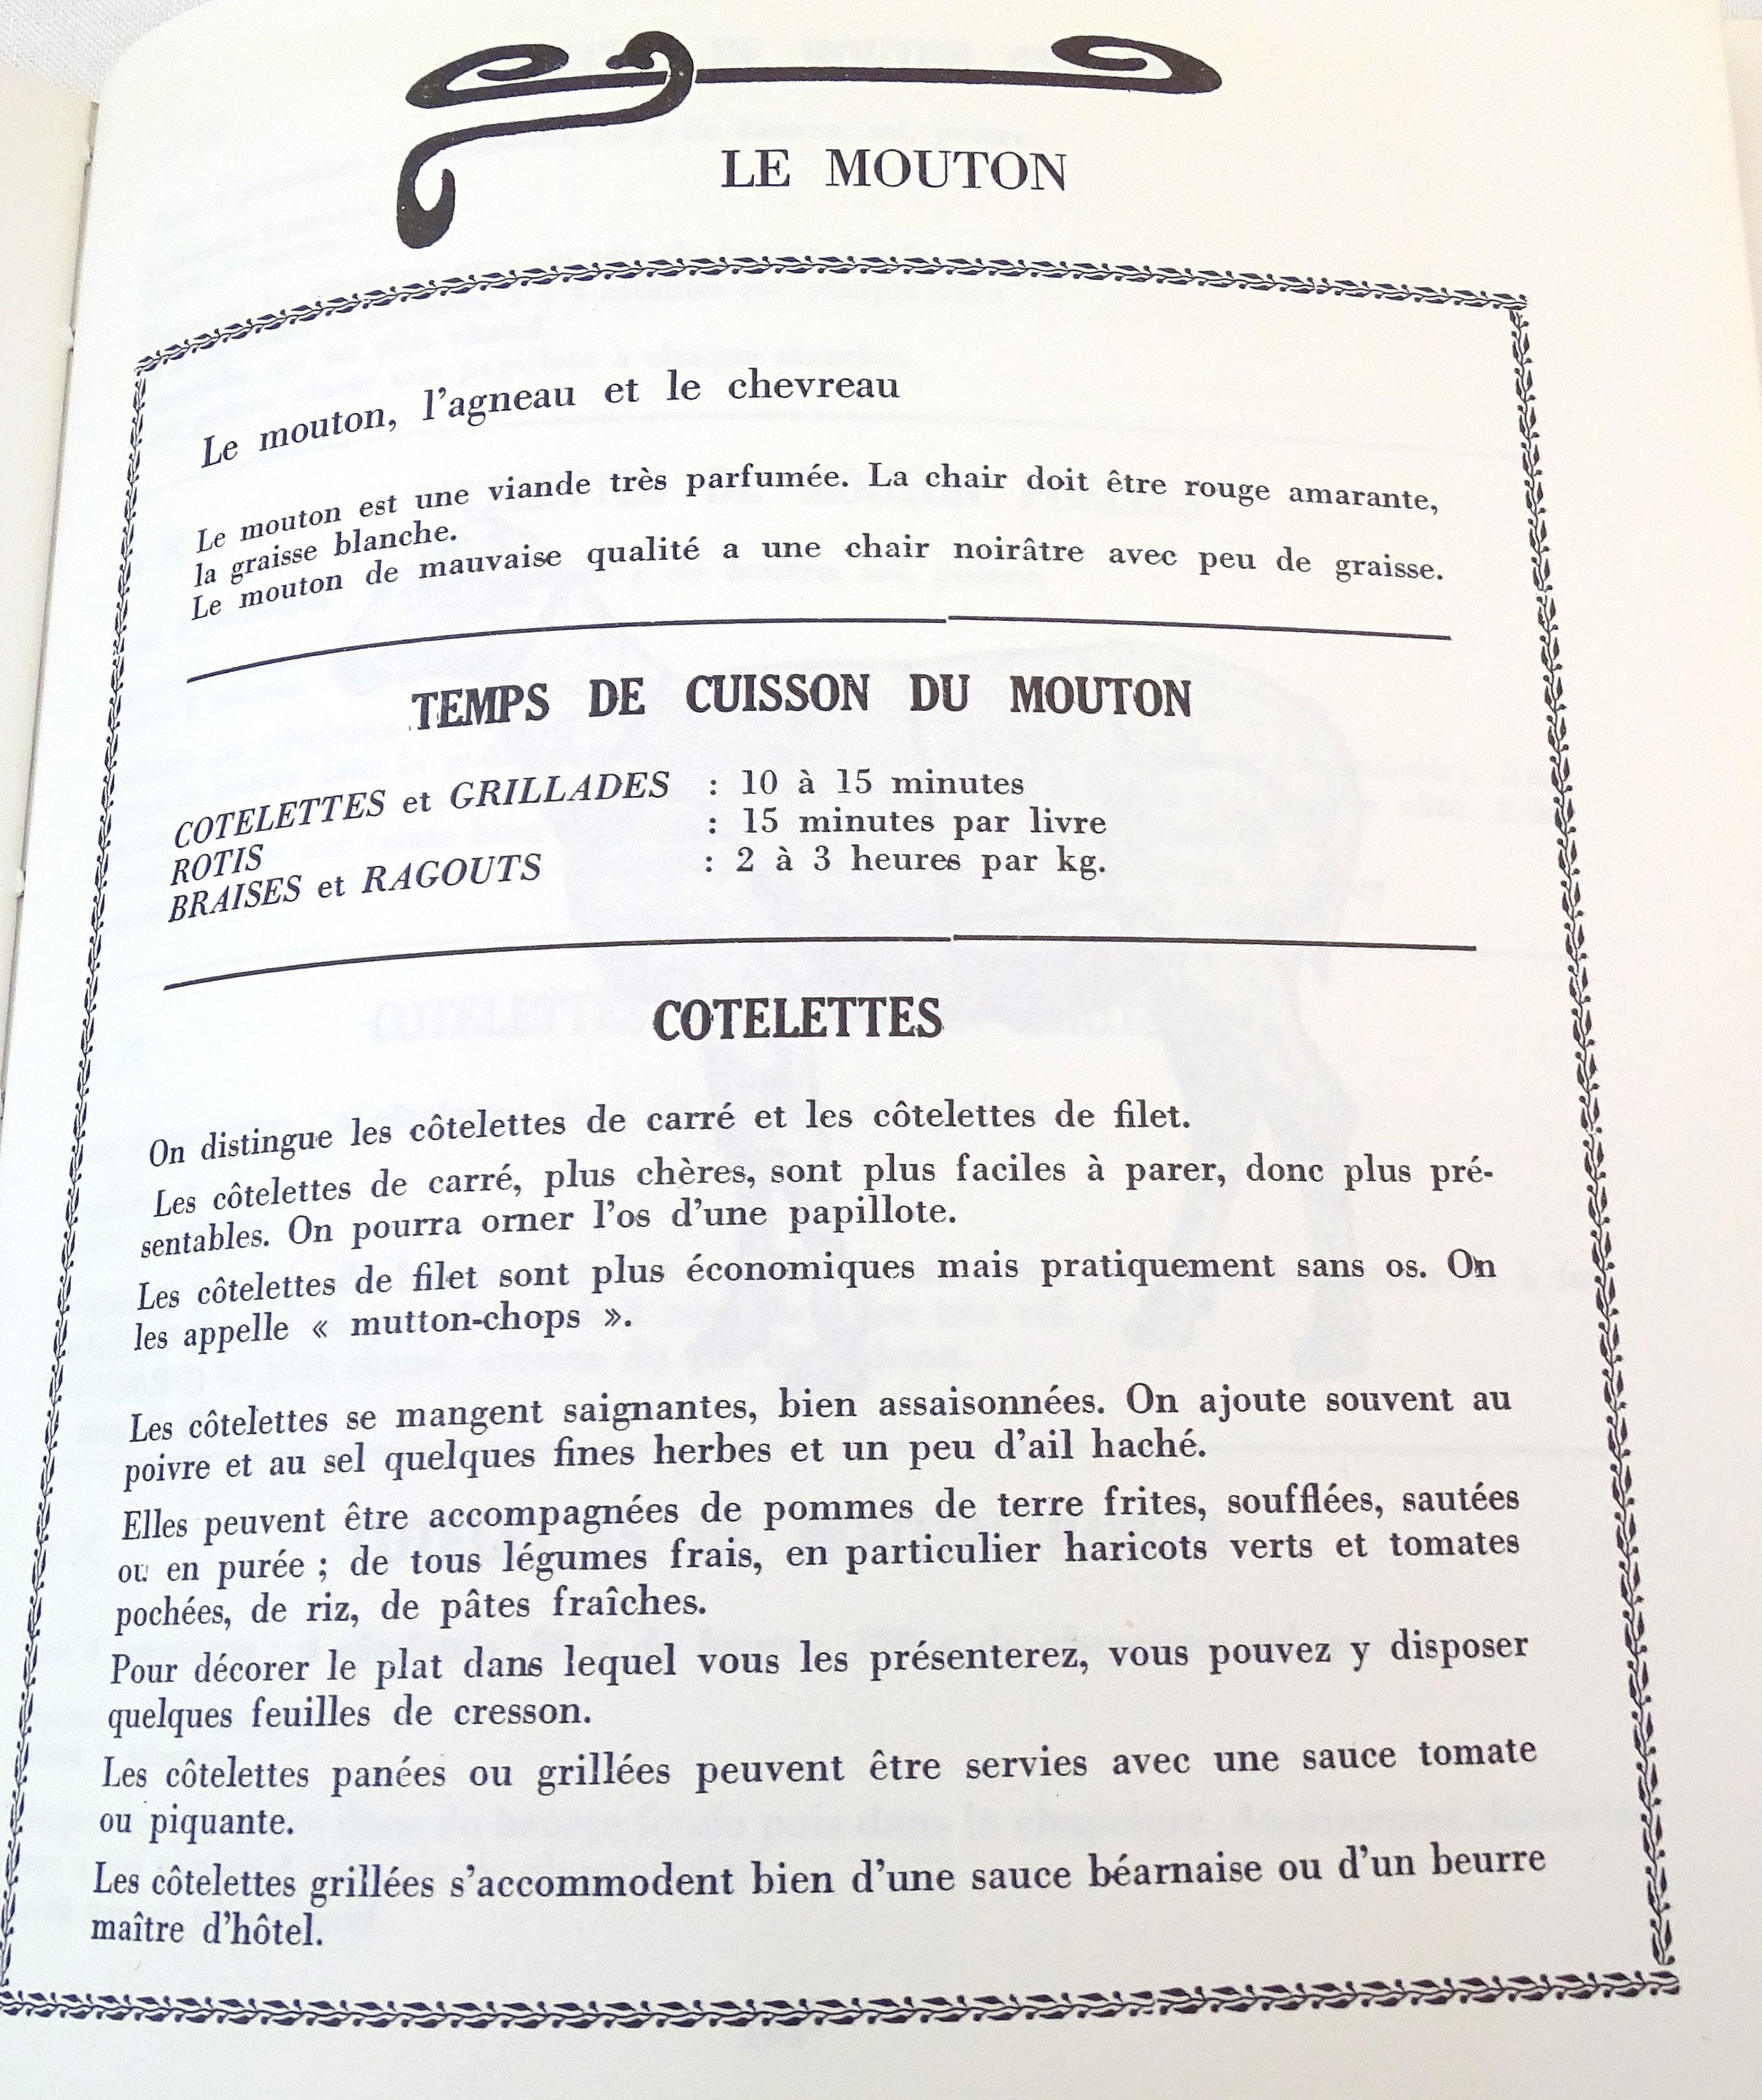 LE MOUTON
Le mouton, l'agneau et le chevreau
Le mouton est une viande très parfumée. La chair doit être rouge amarante,
la graisse blanche.
Le mouton de mauvaise qualité a une chair noirâtre avec peu de graisse.
TEMPS DE CUISSON DU MOUTON
COTELETTES et GRILLADES : 10 à 15 minutes
ROTIS : 15 minutes par livre
BRAISES et RAGOUTS : 2 à 3 heures par kg.
COTELETTES
On distingue les côtelettes de carré et les côtelettes de filet.
Les côtelettes de carré, plus chères, sont plus faciles à parer, donc plus pré-
sentables. On pourra orner l'os d'une papillote.
Les côtelettes de filet sont plus économiques mais pratiquement sans os. On
les appelle « mutton-chops ».
Les côtelettes se mangent saignantes, bien assaisonnées. On ajoute souvent au
poivre et au sel quelques fines herbes et un peu d'ail haché.
Elles peuvent être accompagnées de pommes de terre frites, soufflées, sautées
ou en purée ; de tous légumes frais, en particulier haricots verts et tomates
pochées, de riz, de pâtes fraîches.
Pour décorer le plat dans lequel vous les présenterez, vous pouvez y disposer
quelques feuilles de cresson.
Les côtelettes panées ou grillées peuvent être servies avec une sauce tomate
ou piquante.
Les côtelettes grillées s'accommodent bien d'une sauce béarnaise ou d'un beurre
maître d'hôtel.